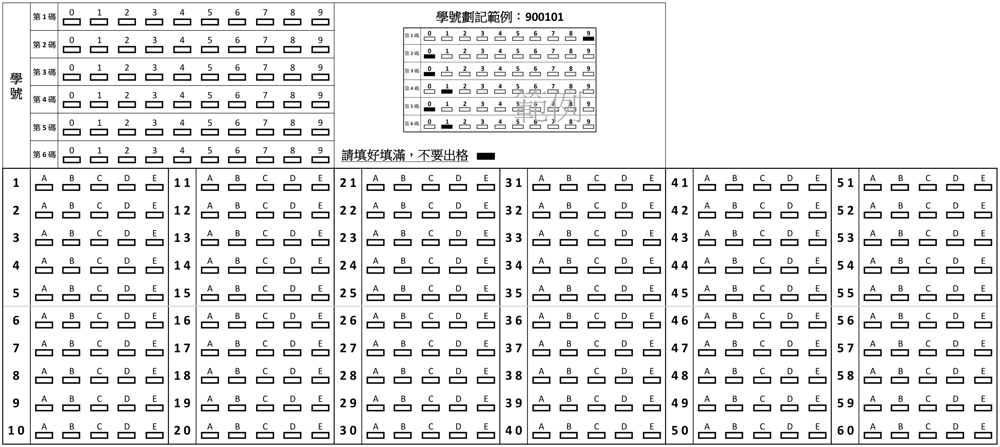 學號
第1碼 0 1 2 3 4 5 6 7 8 9
第2碼 0 1 2 3 4 5 6 7 8 9
第3碼 0 1 2 3 4 5 6 7 8 9
第4碼 0 1 2 3 4 5 6 7 8 9
第5碼 0 1 2 3 4 5 6 7 8 9
第6碼 0 1 2 3 4 5 6 7 8 9
學號劃記範例：900101
第1碼 0 1 2 3 4 5 6 7 8 9
第2碼 0 1 2 3 4 5 6 7 8 9
第3碼 0 1 2 3 4 5 6 7 8 9
第4碼 0 1 2 3 4 5 6 7 8 9
第5碼 0 1 2 3 4 5 6 7 8 9
第6碼 0 1 2 3 4 5 6 7 8 9
範例
請填好填滿，不要出格
1 A B C D E 11 A B C D E 21 A B C D E 31 A B C D E 41 A B C D E 51 A B C D E
2 A B C D E 12 A B C D E 22 A B C D E 32 A B C D E 42 A B C D E 52 A B C D E
3 A B C D E 13 A B C D E 23 A B C D E 33 A B C D E 43 A B C D E 53 A B C D E
4 A B C D E 14 A B C D E 24 A B C D E 34 A B C D E 44 A B C D E 54 A B C D E
5 A B C D E 15 A B C D E 25 A B C D E 35 A B C D E 45 A B C D E 55 A B C D E
6 A B C D E 16 A B C D E 26 A B C D E 36 A B C D E 46 A B C D E 56 A B C D E
7 A B C D E 17 A B C D E 27 A B C D E 37 A B C D E 47 A B C D E 57 A B C D E
8 A B C D E 18 A B C D E 28 A B C D E 38 A B C D E 48 A B C D E 58 A B C D E
9 A B C D E 19 A B C D E 29 A B C D E 39 A B C D E 49 A B C D E 59 A B C D E
10 A B C D E 20 A B C D E 30 A B C D E 40 A B C D E 50 A B C D E 60 A B C D E